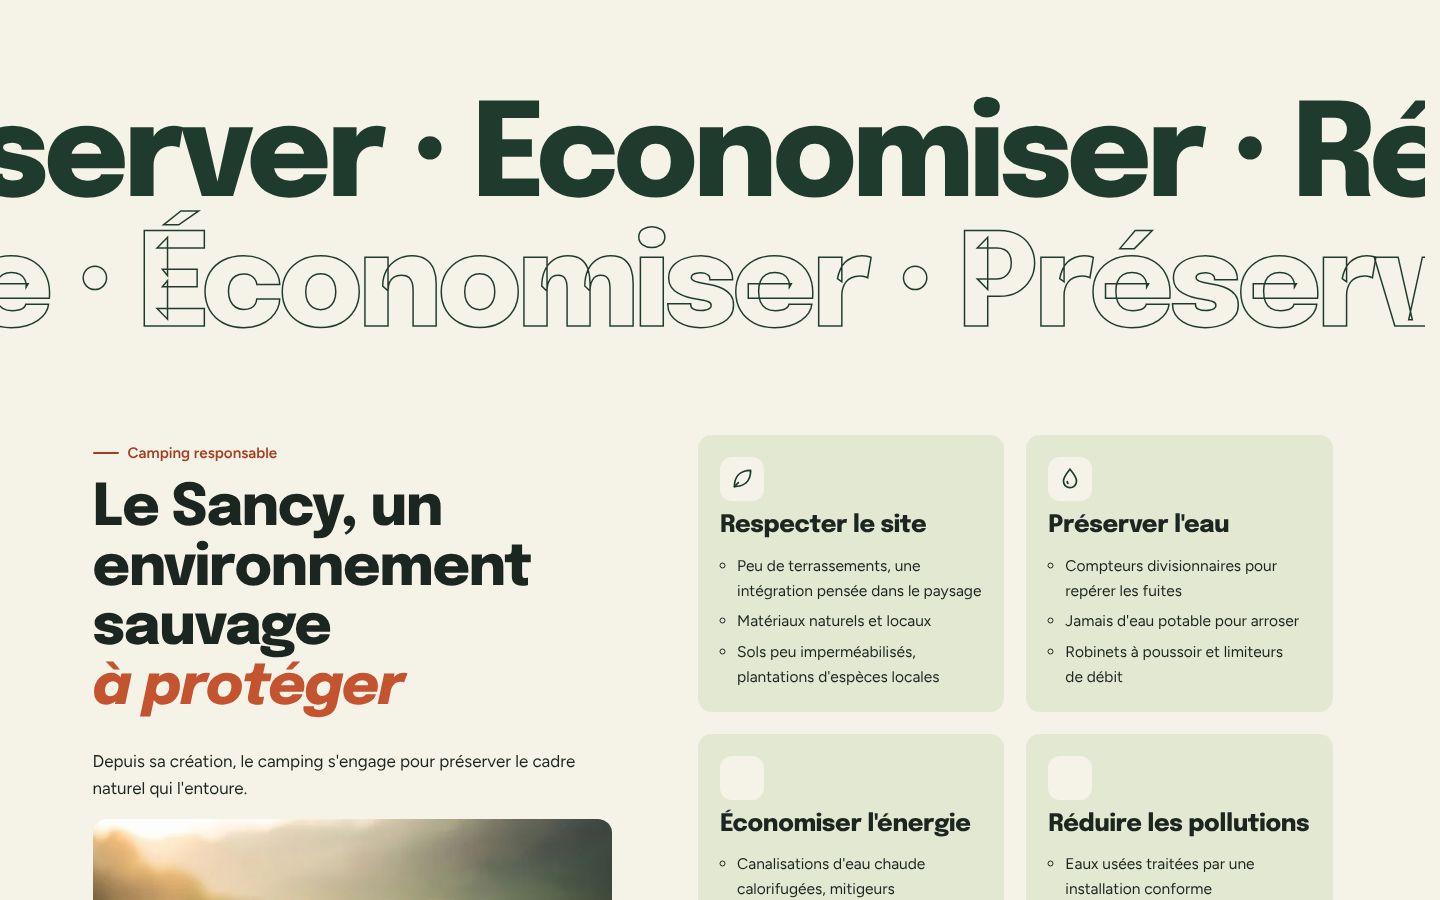 server · Economiser · Ré
e · Économiser · Préserv
Camping responsable
Le Sancy, un
environnement
sauvage
à protéger
Depuis sa création, le camping s'engage pour préserver le cadre
naturel qui l'entoure.
Respecter le site
Peu de terrassements, une
intégration pensée dans le paysage
Matériaux naturels et locaux
Sols peu imperméabilisés,
plantations d'espèces locales
Préserver l'eau
Compteurs divisionnaires pour
repérer les fuites
Jamais d'eau potable pour arroser
Robinets à poussoir et limiteurs
de débit
Économiser l'énergie
Canalisations d'eau chaude
calorifugées, mitigeurs
Réduire les pollutions
Eaux usées traitées par une
installation conforme